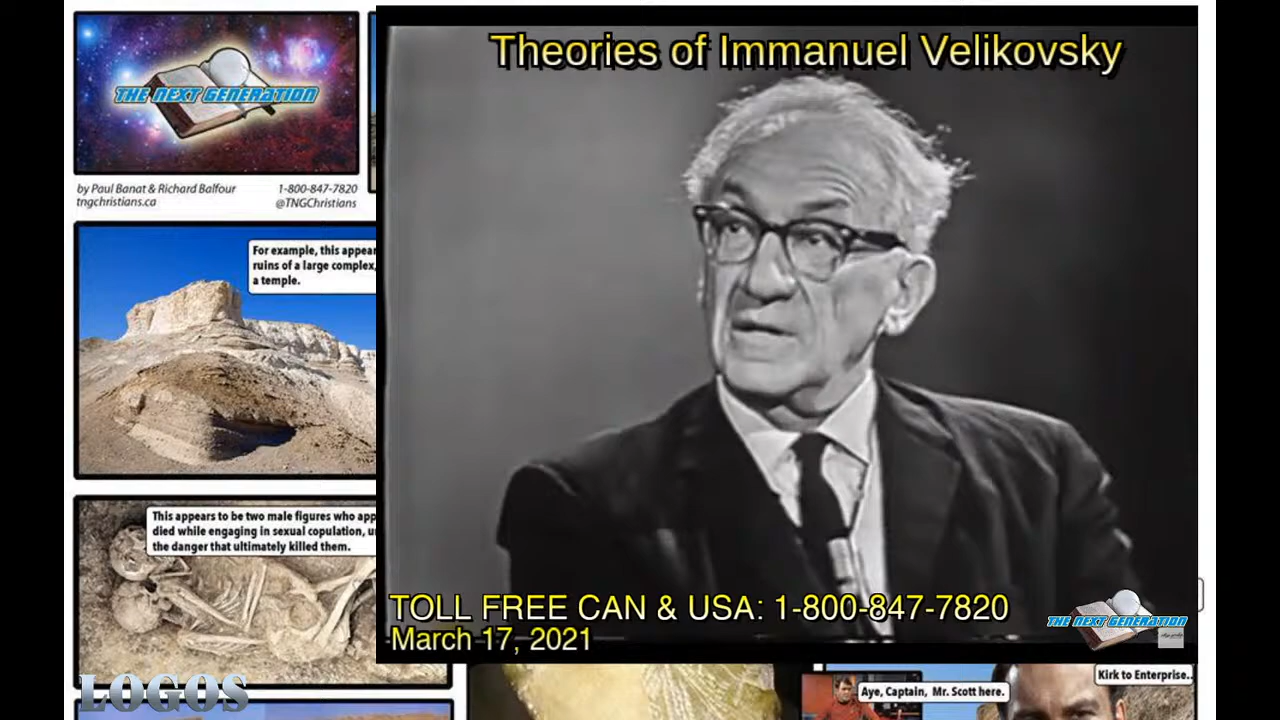 THE NEXT GENERATION
by Paul Banat & Richard Balfour
1-800-847-7820
tngchristians.ca
@TNGChristians
For example, this appear
ruins of a large complex,
a temple.
This appears to be two male figures who app
died while engaging in sexual copulation, u
the danger that ultimately killed them.
LOGOS
Theories of Immanuel Velikovsky
TOLL FREE CAN & USA: 1-800-847-7820
March 17, 2021
THE NEXT GENERATION
Aye, Captain, Mr. Scott here.
Kirk to Enterprise..